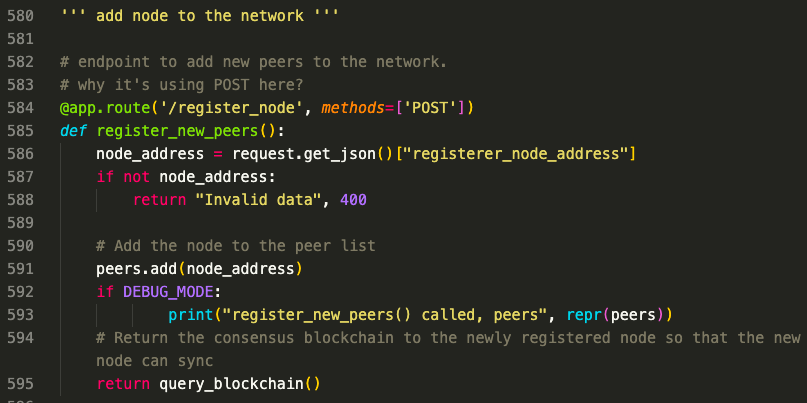 580 ''' add node to the network '''
581
582 # endpoint to add new peers to the network.
583 # why it's using POST here?
584 @app.route('/register_node', methods=['POST'])
585 def register_new_peers():
586     node_address = request.get_json()["registerer_node_address"]
587     if not node_address:
588         return "Invalid data", 400
589
590     # Add the node to the peer list
591     peers.add(node_address)
592     if DEBUG_MODE:
593             print("register_new_peers() called, peers", repr(peers))
594     # Return the consensus blockchain to the newly registered node so that the new
    node can sync
595     return query_blockchain()